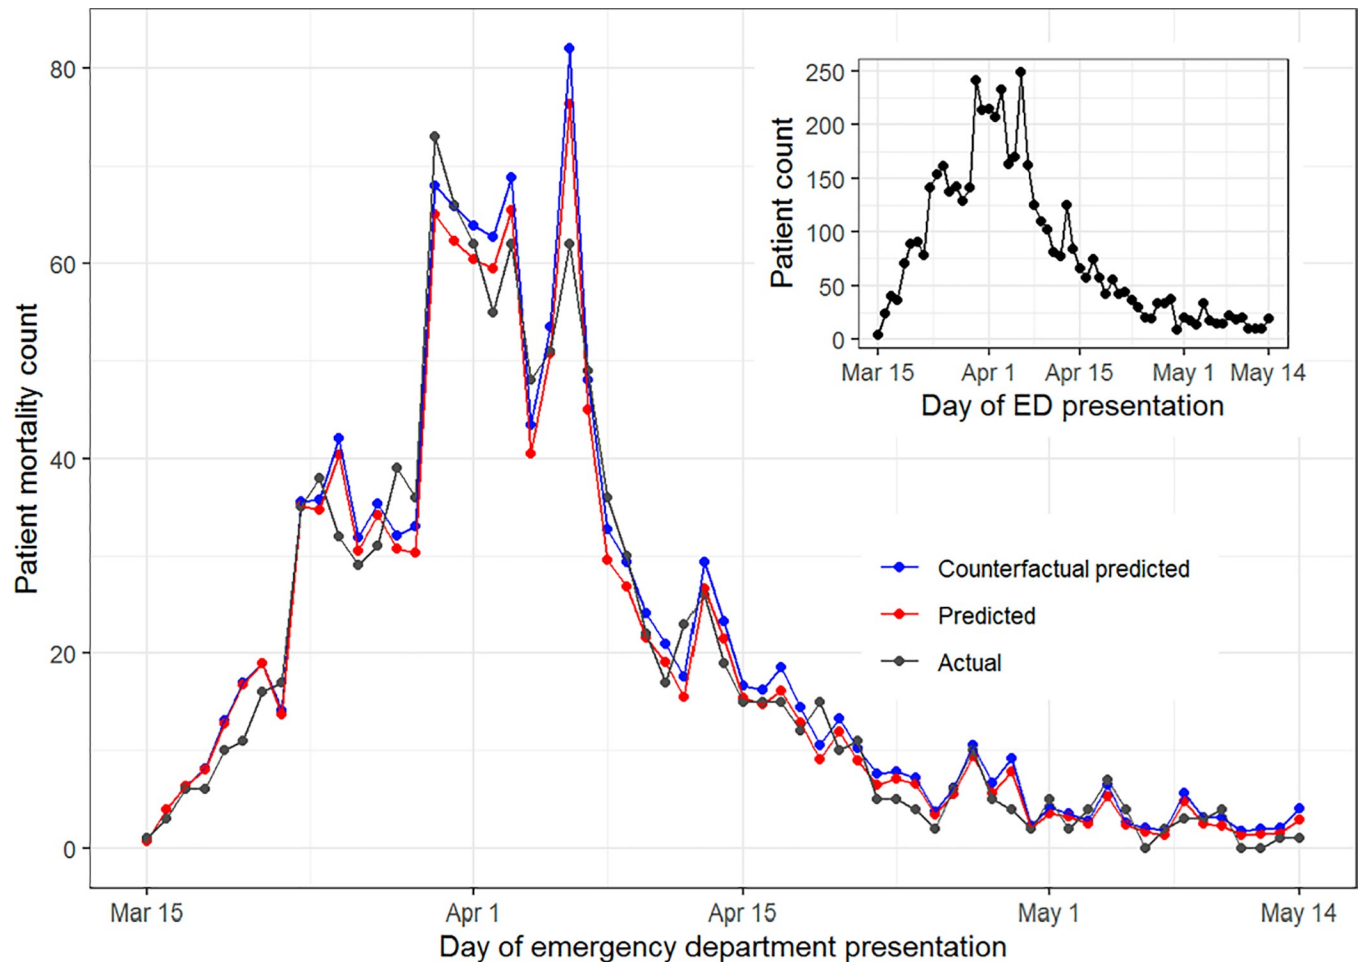 Patient mortality count
80
60
40
20
0
Mar 15
Apr 1
Apr 15
May 1
May 14
Day of emergency department presentation
Patient count
250
200
150
100
50
0
Mar 15
Apr 1
Apr 15
May 1
May 14
Day of ED presentation
Counterfactual predicted
Predicted
Actual